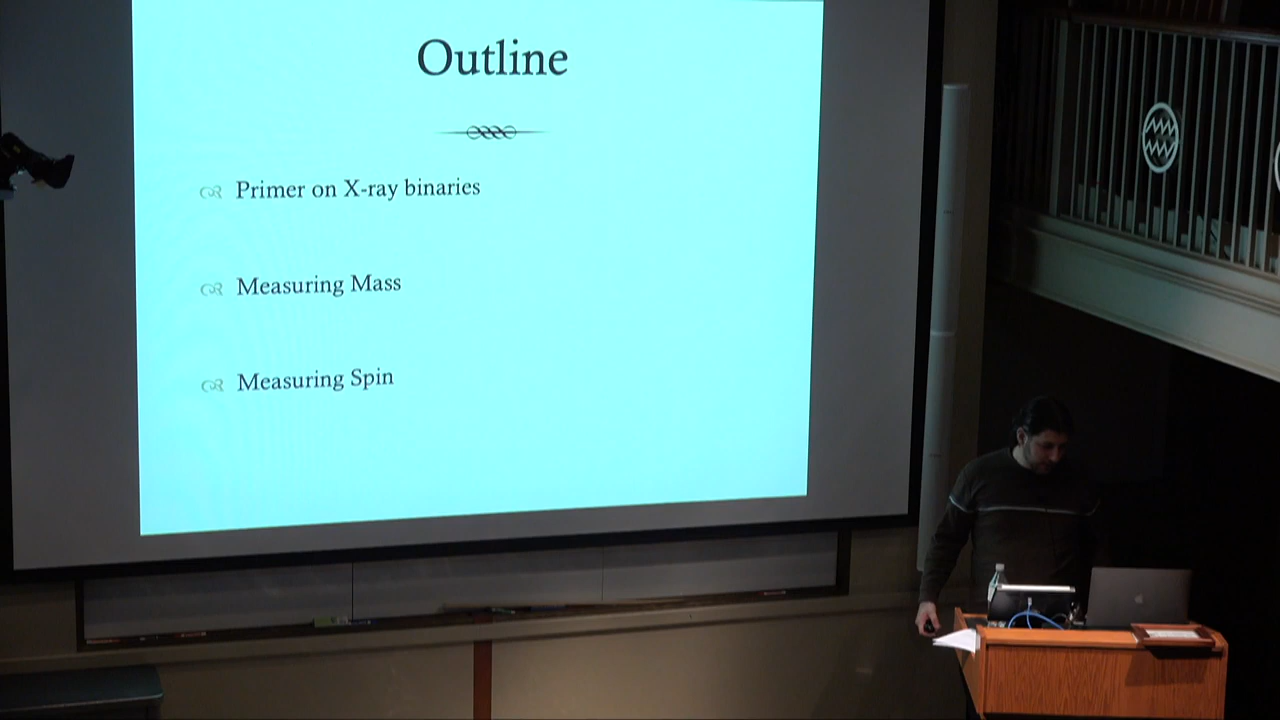 Outline
Primer on X-ray binaries
Measuring Mass
Measuring Spin